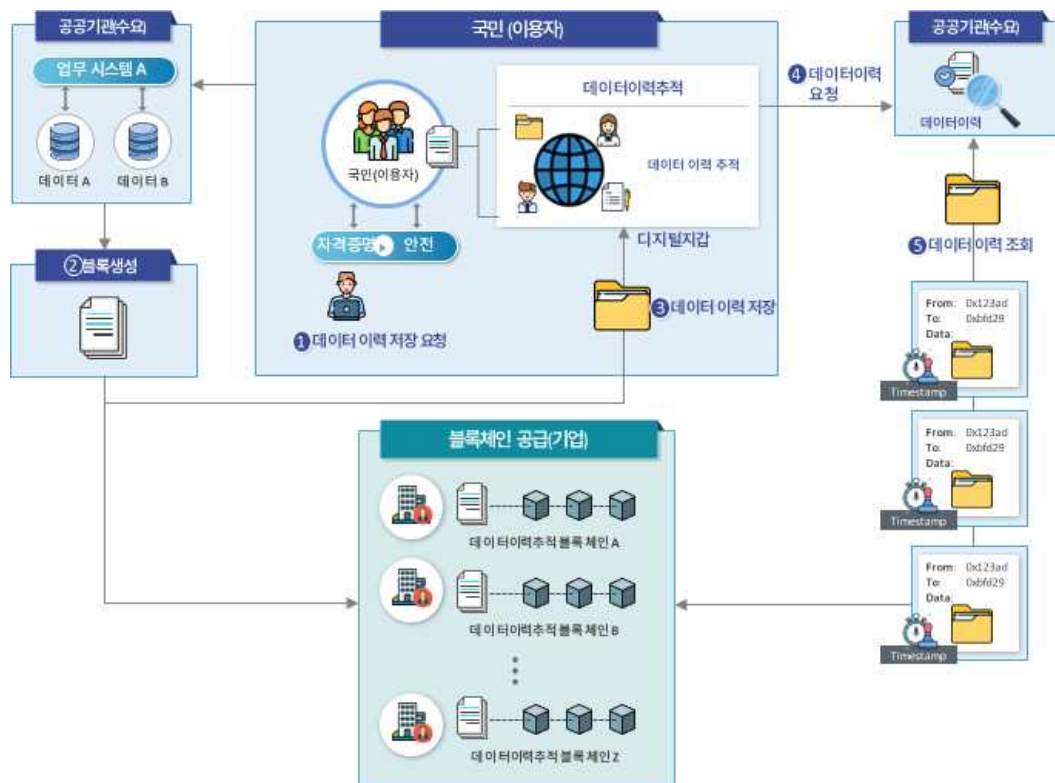 공공기관(수요)
업무 시스템 A
데이터 A
데이터 B
②블록생성
국민 (이용자)
국민(이용자)
자격증명
안전
❶데이터 이력 저장 요청
데이터이력추적
데이터 이력 추적
디지털지갑
❸데이터 이력 저장
❹데이터이력
요청
공공기관(수요)
데이터이력
❺데이터 이력 조회
From: 0x123ad
To: 0xbfd29
Data:
Timestamp
From: 0x123ad
To: 0xbfd29
Data:
Timestamp
From: 0x123ad
To: 0xbfd29
Data:
Timestamp
블록체인 공급(기업)
데이터이력추적블록체인 A
데이터이력추적블록체인 B
데이터이력추적블록체인 Z